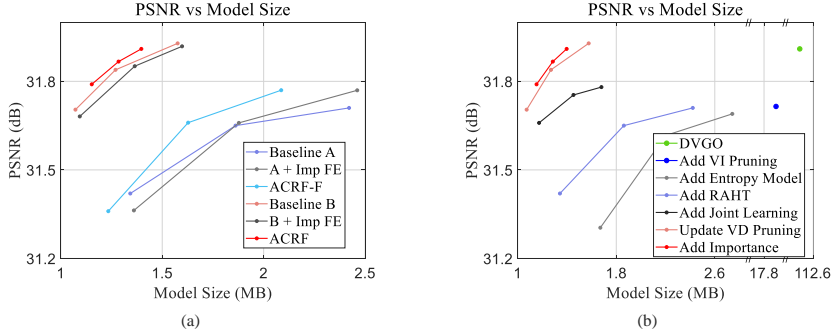 PSNR vs Model Size
PSNR (dB)
31.8
31.5
31.2
1
1.5
2
2.5
Model Size (MB)
Baseline A
A + Imp FE
ACRF-F
Baseline B
B + Imp FE
ACRF
(a)
PSNR vs Model Size
PSNR (dB)
31.8
31.5
31.2
1
1.8
2.6
17.8
112.6
Model Size (MB)
DVGO
Add VI Pruning
Add Entropy Model
Add RAHT
Add Joint Learning
Update VD Pruning
Add Importance
(b)